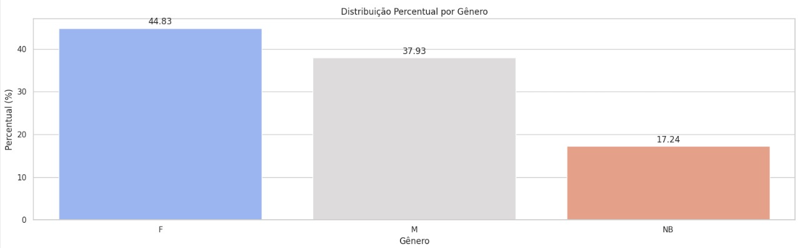 Distribuição Percentual por Gênero
44.83
37.93
17.24
Percentual (%)
40
30
20
10
0
F M NB
Gênero